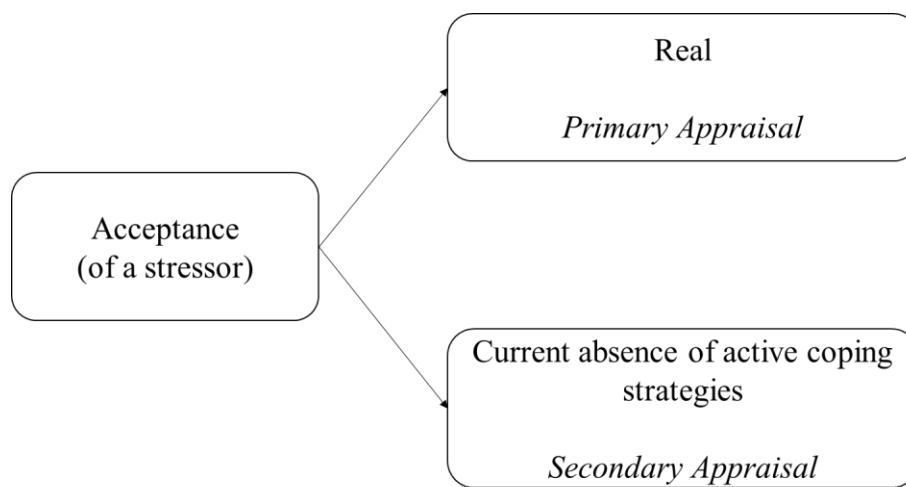 Real
Primary Appraisal
Acceptance
(of a stressor)
Current absence of active coping
strategies
Secondary Appraisal